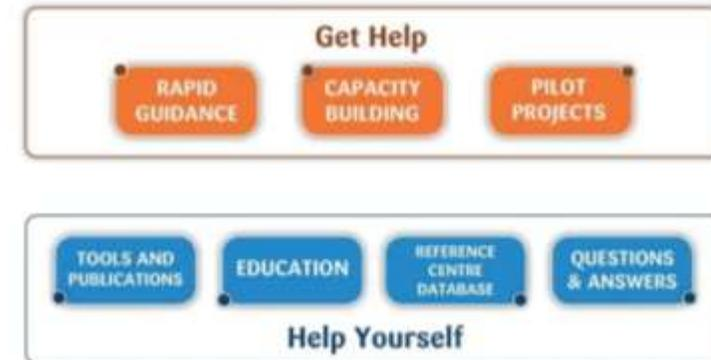 Get Help
RAPID
GUIDANCE
CAPACITY
BUILDING
PILOT
PROJECTS
TOOLS AND
PUBLICATIONS
EDUCATION
REFERENCE
CENTRE
DATABASE
QUESTIONS
& ANSWERS
Help Yourself